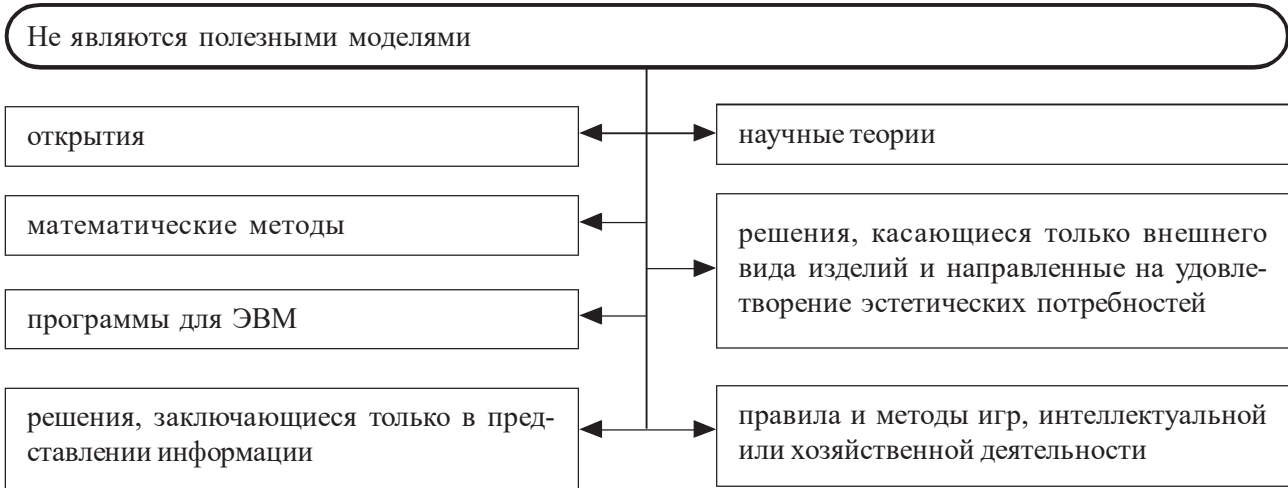 Не являются полезными моделями
открытия
научные теории
математические методы
решения, касающиеся только внешнего
вида изделий и направленные на удовле-
творение эстетических потребностей
программы для ЭВМ
решения, заключающиеся только в пред-
ставлении информации
правила и методы игр, интеллектуальной
или хозяйственной деятельности